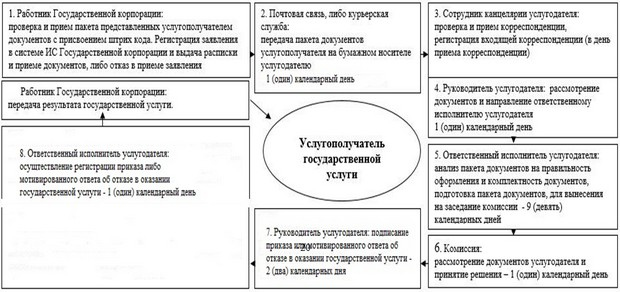 1. Работник Государственной корпорации:
проверка и прием пакета представленных услугополучателем
документов с присвоением штрих кода. Регистрация заявления
в системе ИС Государственной корпорации и выдача расписки
и приеме документов, либо отказ в приеме заявления
2. Почтовая связь, либо курьерская
служба:
передача пакета документов
услугополучателя на бумажном носителе
услугодателю
1 (один) календарный день
3. Сотрудник канцелярии услугодателя:
проверка и прием корреспонденции,
регистрация входящей корреспонденции (в день
приема корреспонденции)
4. Руководитель услугодателя: рассмотрение
документов и направление ответственному
исполнителю услугодателя
1 (один) календарный день
5. Ответственный исполнитель услугодателя:
анализ пакета документов на правильность
оформления и комплектность документов,
подготовка пакета документов, для вынесения
на заседание комиссии - 9 (девять)
календарных дней
6. Комиссия:
рассмотрение документов услугодателя и
принятие решения – 1 (один) календарный день
7. Руководитель услугодателя: подписание
приказа или мотивированного ответа об
отказе в оказании государственной услуги -
2 (два) календарных дня
8. Ответственный исполнитель услугодателя:
осуществление регистрации приказа либо
мотивированного ответа об отказе в оказании
государственной услуги - 1 (один) календарный день
Работник Государственной корпорации:
передача результата государственной услуги.
Услугополучатель
государственной
услуги